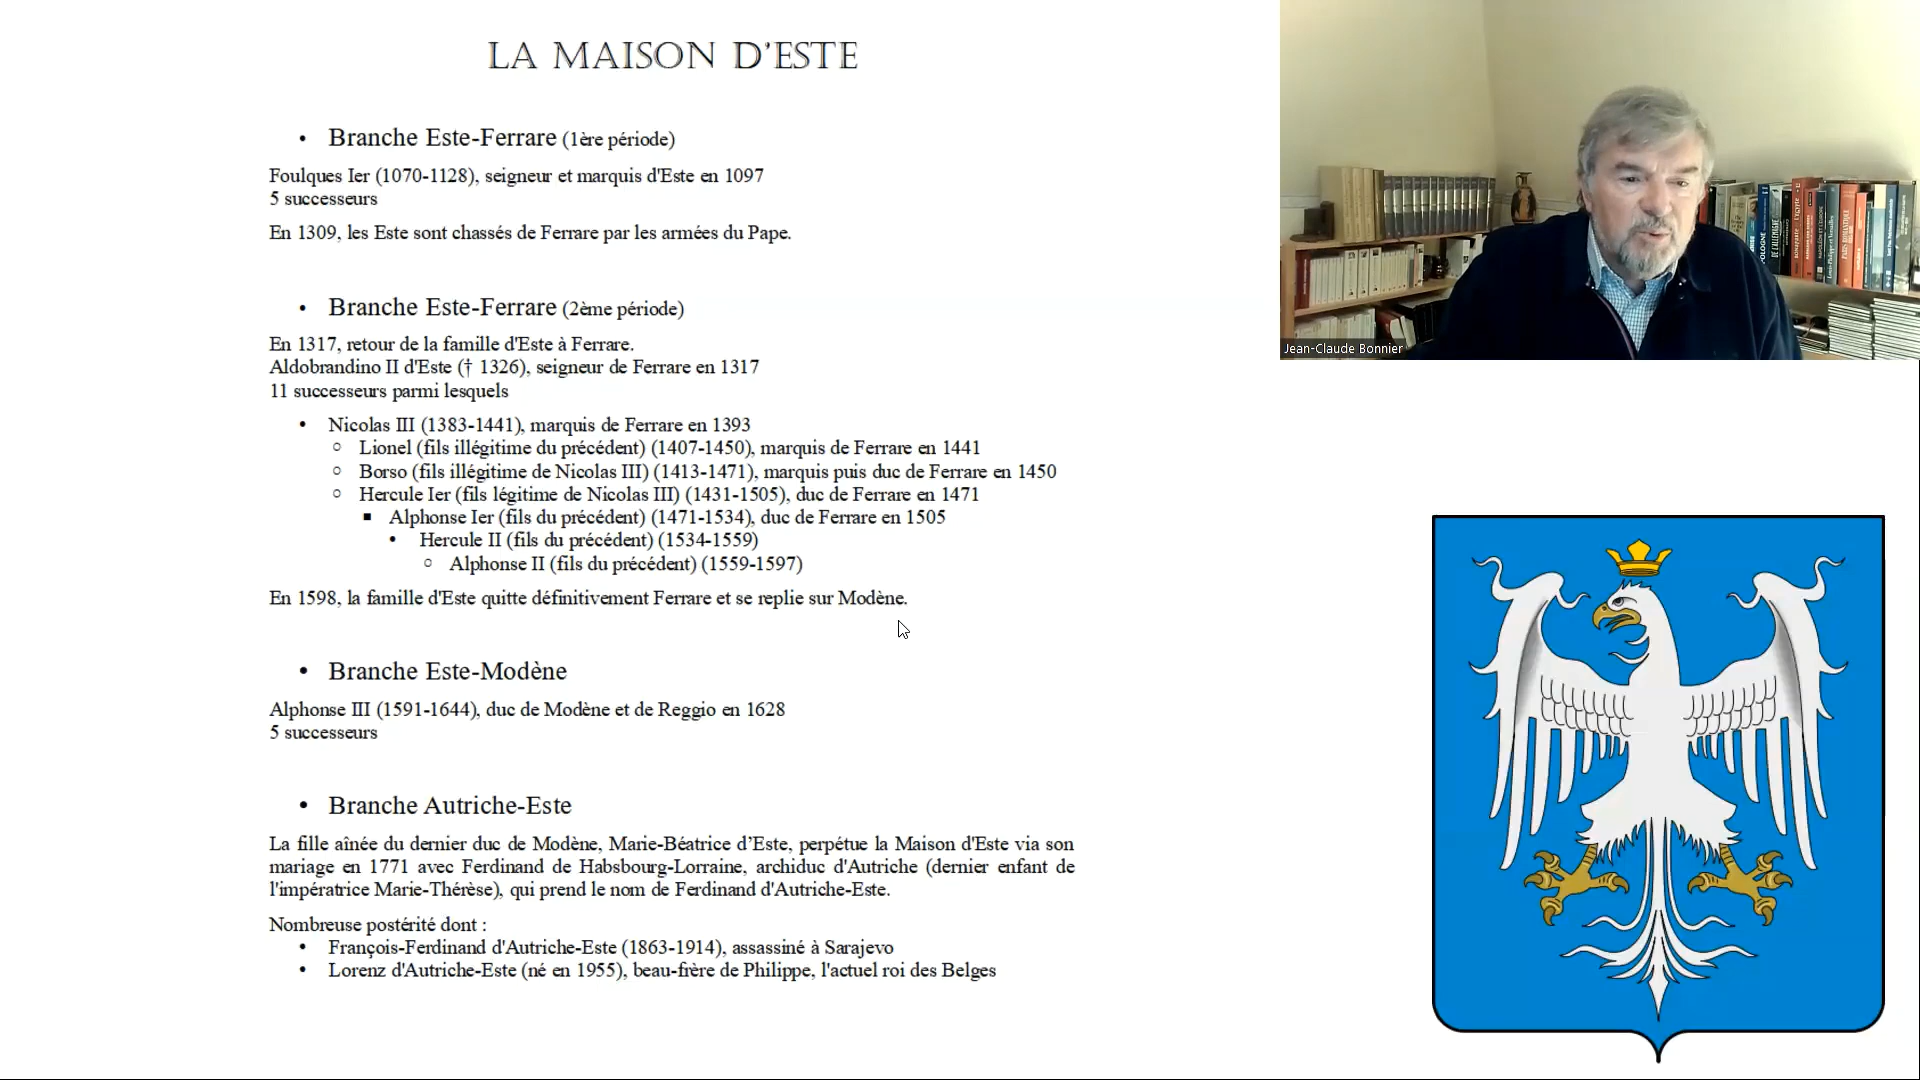 LA MAISON D'ESTE
• Branche Este-Ferrare (1ère période)
Foulques Ier (1070-1128), seigneur et marquis d'Este en 1097
5 successeurs
En 1309, les Este sont chassés de Ferrare par les armées du Pape.
• Branche Este-Ferrare (2ème période)
En 1317, retour de la famille d'Este à Ferrare.
Aldobrandino II d'Este († 1326), seigneur de Ferrare en 1317
11 successeurs parmi lesquels
• Nicolas III (1383-1441), marquis de Ferrare en 1393
○ Lionel (fils illégitime du précédent) (1407-1450), marquis de Ferrare en 1441
○ Borso (fils illégitime de Nicolas III) (1413-1471), marquis puis duc de Ferrare en 1450
○ Hercule Ier (fils légitime de Nicolas III) (1431-1505), duc de Ferrare en 1471
▪ Alphonse Ier (fils du précédent) (1471-1534), duc de Ferrare en 1505
• Hercule II (fils du précédent) (1534-1559)
○ Alphonse II (fils du précédent) (1559-1597)
En 1598, la famille d'Este quitte définitivement Ferrare et se replie sur Modène.
• Branche Este-Modène
Alphonse III (1591-1644), duc de Modène et de Reggio en 1628
5 successeurs
• Branche Autriche-Este
La fille aînée du dernier duc de Modène, Marie-Béatrice d’Este, perpétue la Maison d'Este via son
mariage en 1771 avec Ferdinand de Habsbourg-Lorraine, archiduc d'Autriche (dernier enfant de
l'impératrice Marie-Thérèse), qui prend le nom de Ferdinand d'Autriche-Este.
Nombreuse postérité dont :
• François-Ferdinand d'Autriche-Este (1863-1914), assassiné à Sarajevo
• Lorenz d'Autriche-Este (né en 1955), beau-frère de Philippe, l'actuel roi des Belges
Jean-Claude Bonnier